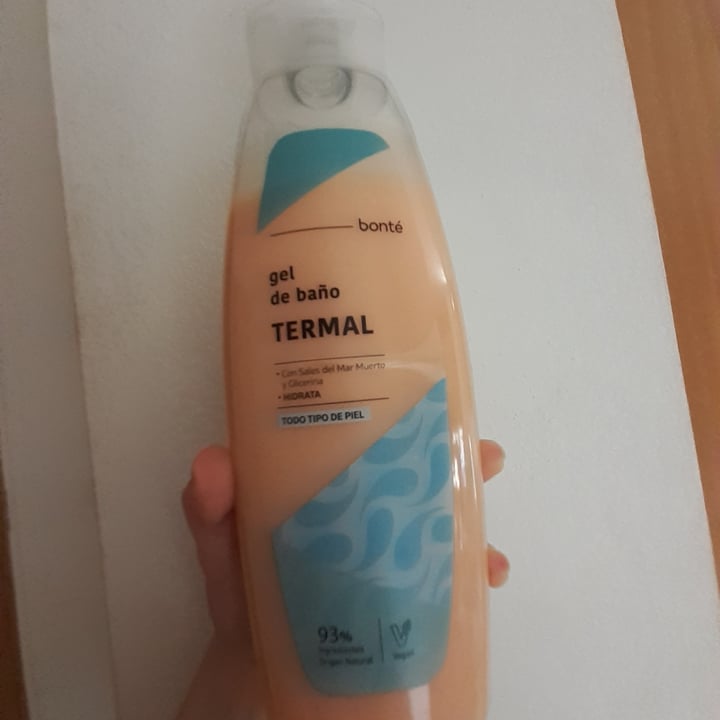 bonté
gel
de baño
TERMAL
• Con Sales del Mar Muerto
y Glicerina
• HIDRATA
TODO TIPO DE PIEL
93%
Ingredientes
Origen Natural
Vegan